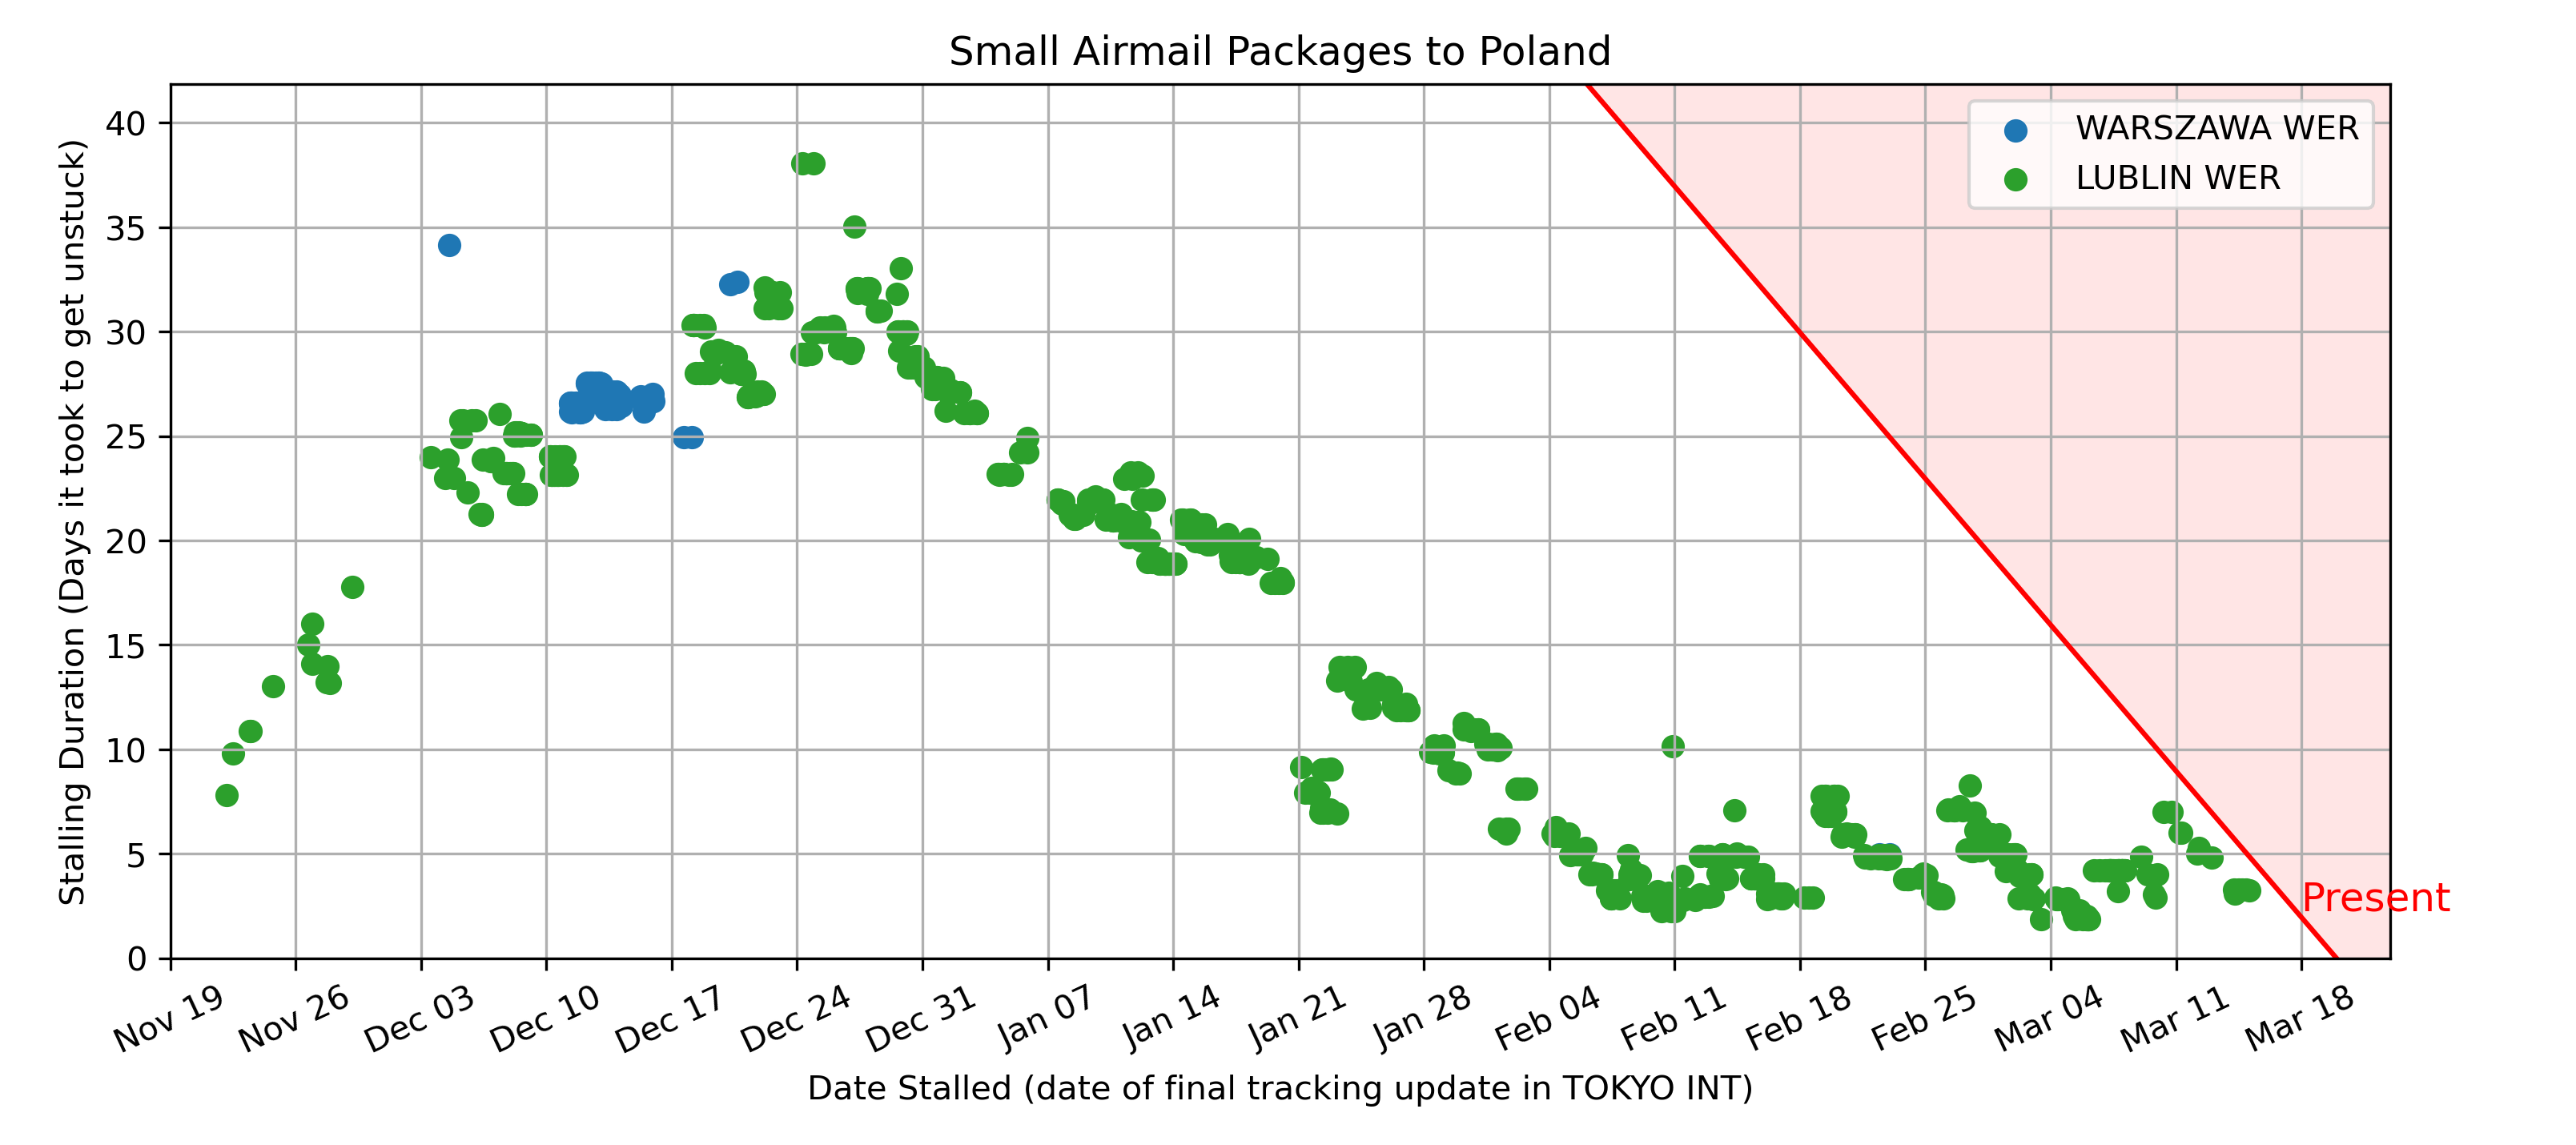 Small Airmail Packages to Poland
WARSZAWA WER
LUBLIN WER
Present
Stalling Duration (Days it took to get unstuck)
40
35
30
25
20
15
10
5
0
Nov 19
Nov 26
Dec 03
Dec 10
Dec 17
Dec 24
Dec 31
Jan 07
Jan 14
Jan 21
Jan 28
Feb 04
Feb 11
Feb 18
Feb 25
Mar 04
Mar 11
Mar 18
Date Stalled (date of final tracking update in TOKYO INT)